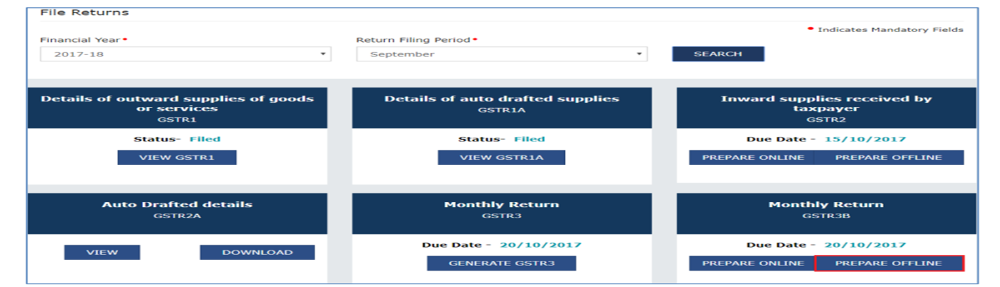 File Returns
• Indicates Mandatory Fields
Financial Year•
Return Filing Period•
2017-18
September
SEARCH
Details of outward supplies of goods
or services
GSTR1
Status- Filed
VIEW GSTR1
Details of auto drafted supplies
GSTR1A
Status- Filed
VIEW GSTR1A
Inward supplies received by
taxpayer
GSTR2
Due Date - 15/10/2017
PREPARE ONLINE
PREPARE OFFLINE
Auto Drafted details
GSTR2A
VIEW
DOWNLOAD
Monthly Return
GSTR3
Due Date - 20/10/2017
GENERATE GSTR3
Monthly Return
GSTR3B
Due Date - 20/10/2017
PREPARE ONLINE
PREPARE OFFLINE